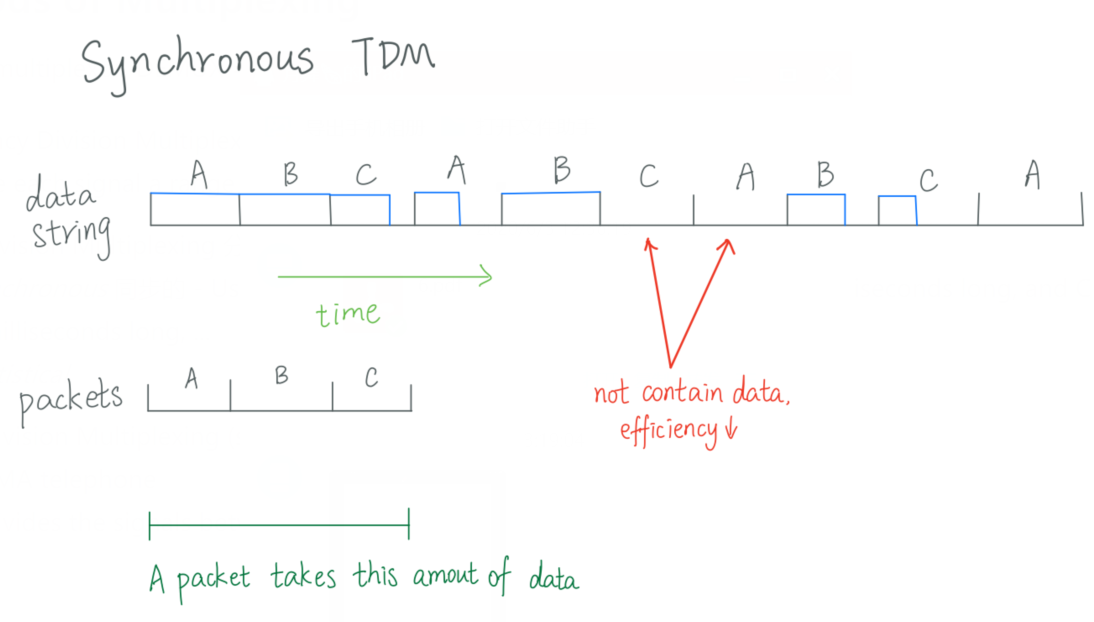 Synchronous TDM
A B C A B C A B C A
data
string
time
packets
A B C
not contain data,
efficiency↓
A packet takes this amout of data